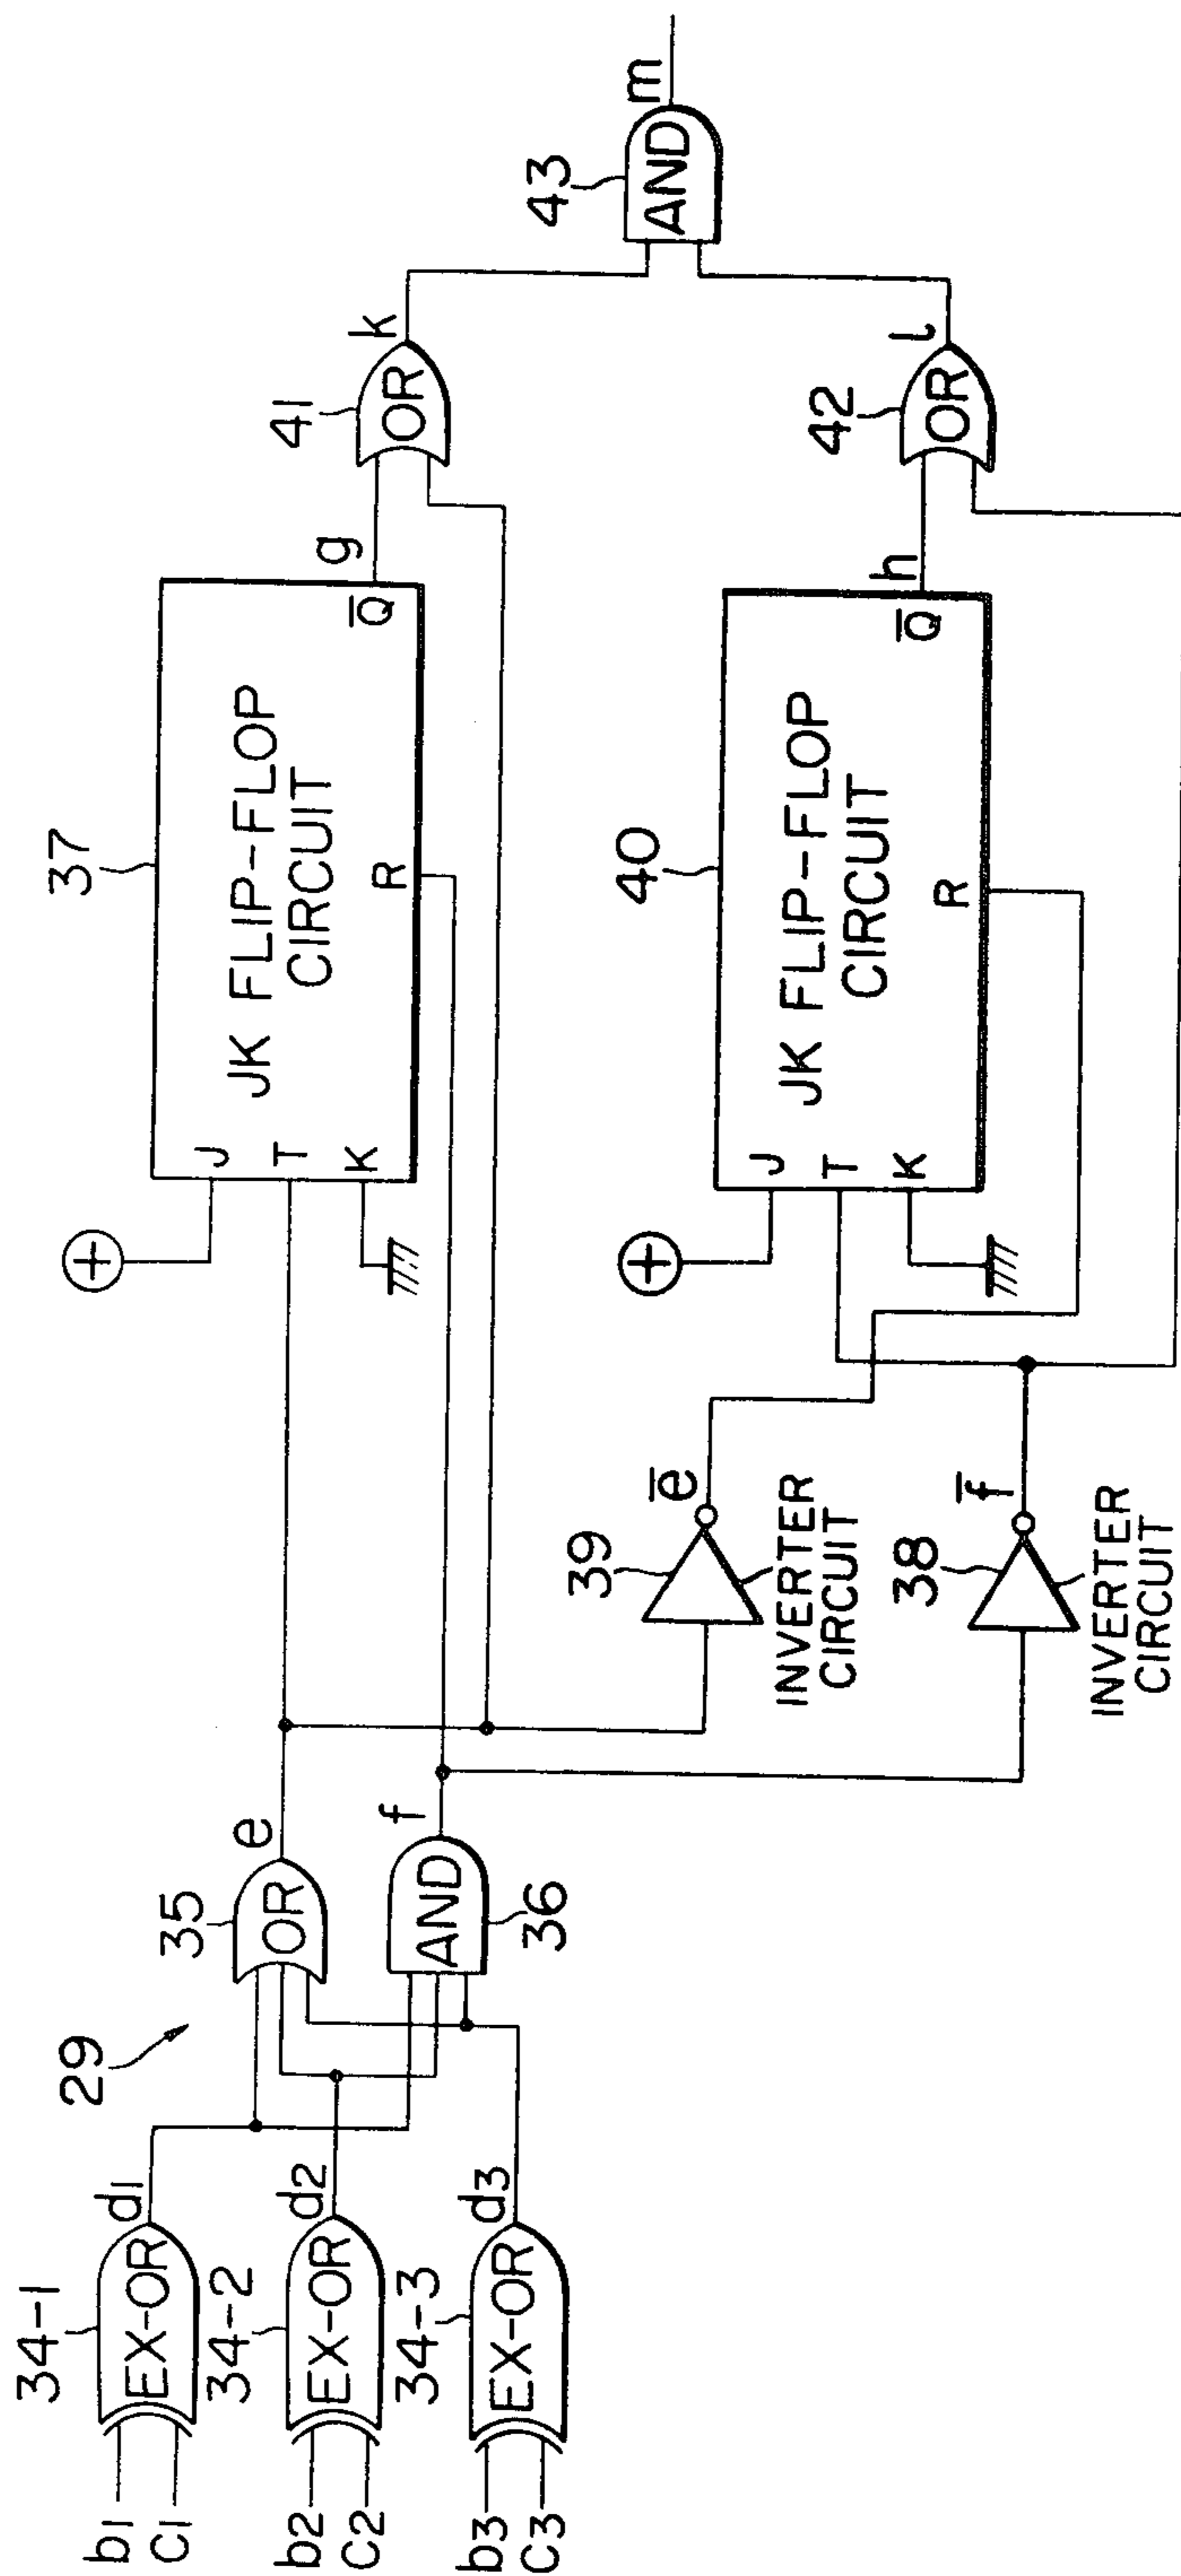 29
b1
C1
34-1
EX-OR
d1
b2
C2
34-2
EX-OR
d2
b3
C3
34-3
EX-OR
d3
35
OR
e
AND
36
f
37
J
T
K
JK FLIP-FLOP
CIRCUIT
R
Q̅
g
41
OR
k
39
e̅
INVERTER
CIRCUIT
38
f̅
INVERTER
CIRCUIT
40
J
T
K
JK FLIP-FLOP
CIRCUIT
R
Q̅
h
42
OR
l
43
AND
m